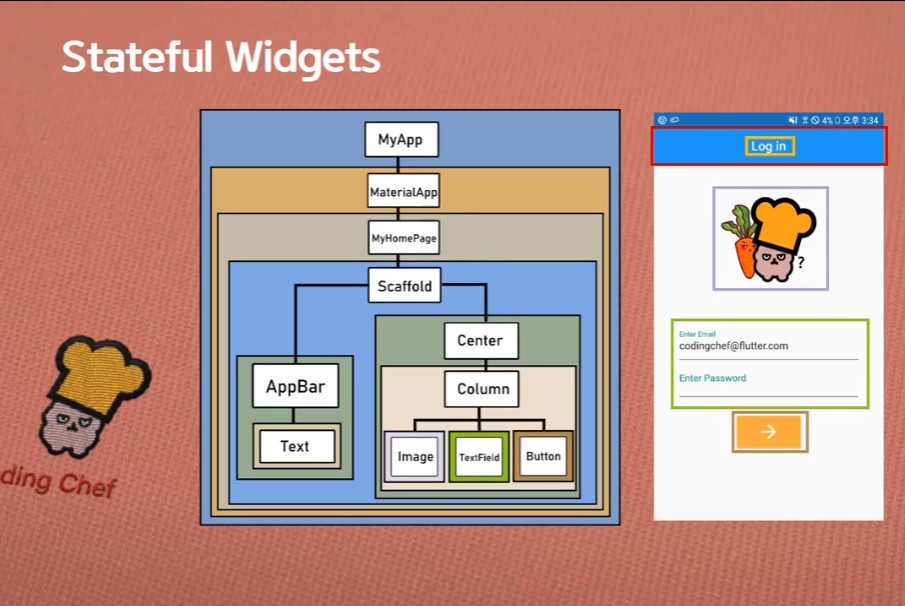 Stateful Widgets
MyApp
MaterialApp
MyHomePage
Scaffold
AppBar
Text
Center
Column
Image
TextField
Button
4% 오후 3:34
Log in
?
Enter Email
codingchef@flutter.com
Enter Password
ding Chef